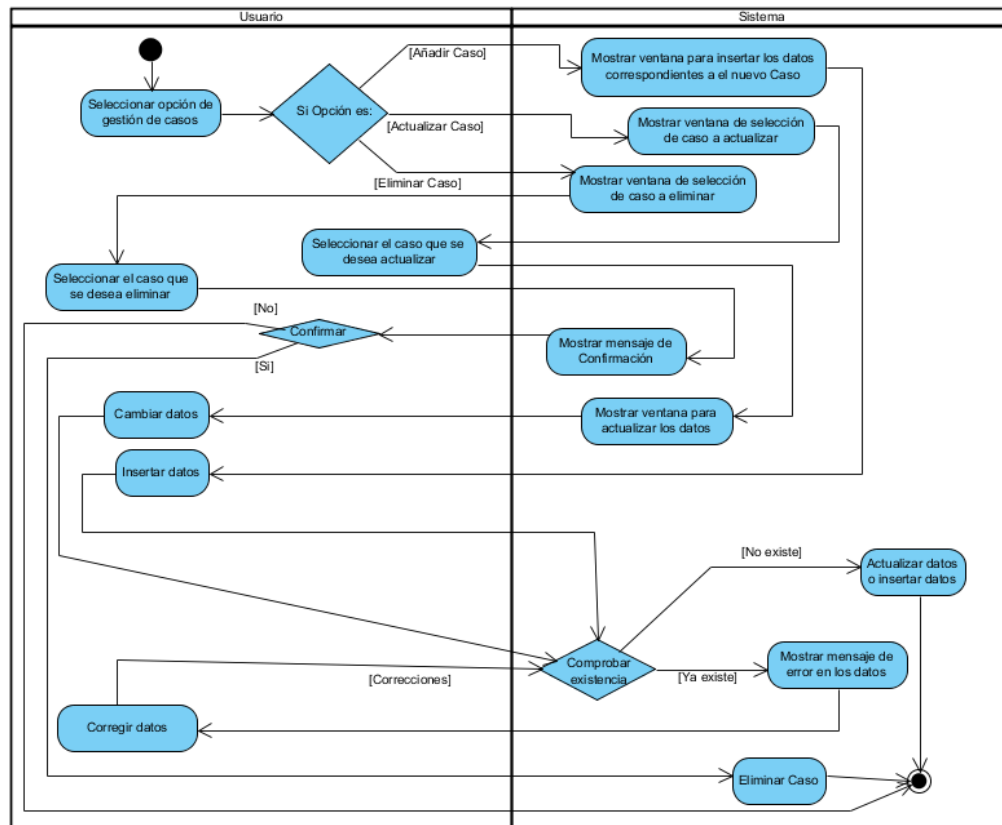 Usuario
Sistema
[Añadir Caso]
Mostrar ventana para insertar los datos
correspondientes a el nuevo Caso
Seleccionar opción de
gestión de casos
Si Opción es:
[Actualizar Caso]
Mostrar ventana de selección
de caso a actualizar
[Eliminar Caso]
Mostrar ventana de selección
de caso a eliminar
Seleccionar el caso que se
desea actualizar
Seleccionar el caso que
se desea eliminar
[No]
Confirmar
[Si]
Mostrar mensaje de
Confirmación
Cambiar datos
Mostrar ventana para
actualizar los datos
Insertar datos
[No existe]
Actualizar datos
o insertar datos
Comprobar
existencia
[Ya existe]
Mostrar mensaje de
error en los datos
[Correcciones]
Corregir datos
Eliminar Caso